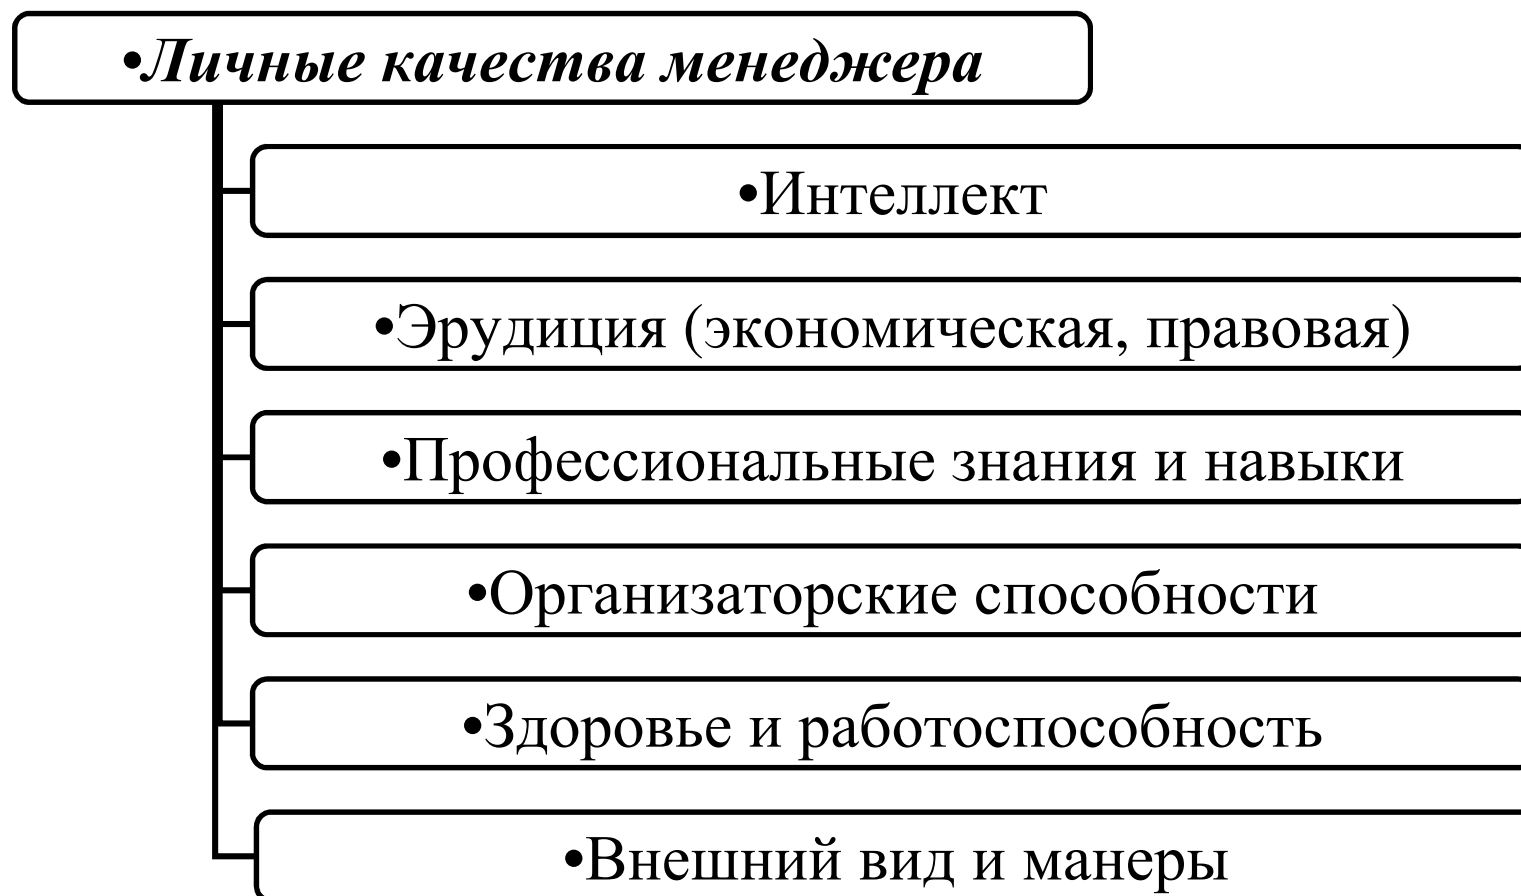 •Личные качества менеджера
•Интеллект
•Эрудиция (экономическая, правовая)
•Профессиональные знания и навыки
•Организаторские способности
•Здоровье и работоспособность
•Внешний вид и манеры